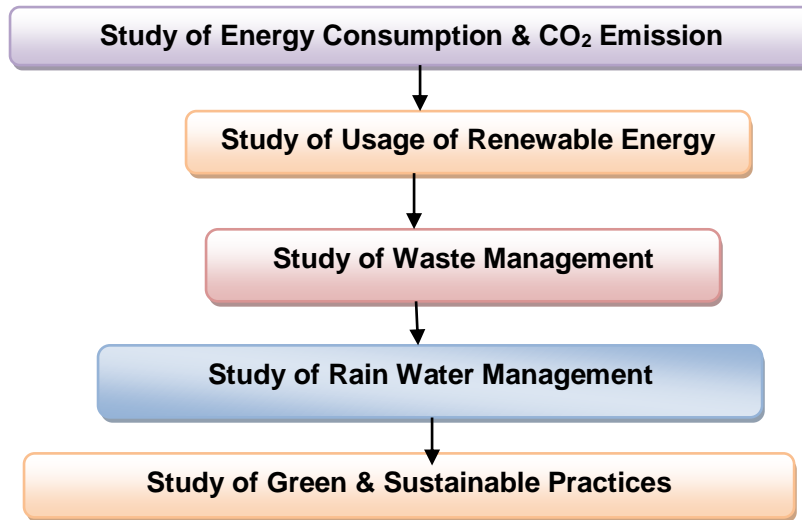 Study of Energy Consumption & CO₂ Emission
Study of Usage of Renewable Energy
Study of Waste Management
Study of Rain Water Management
Study of Green & Sustainable Practices